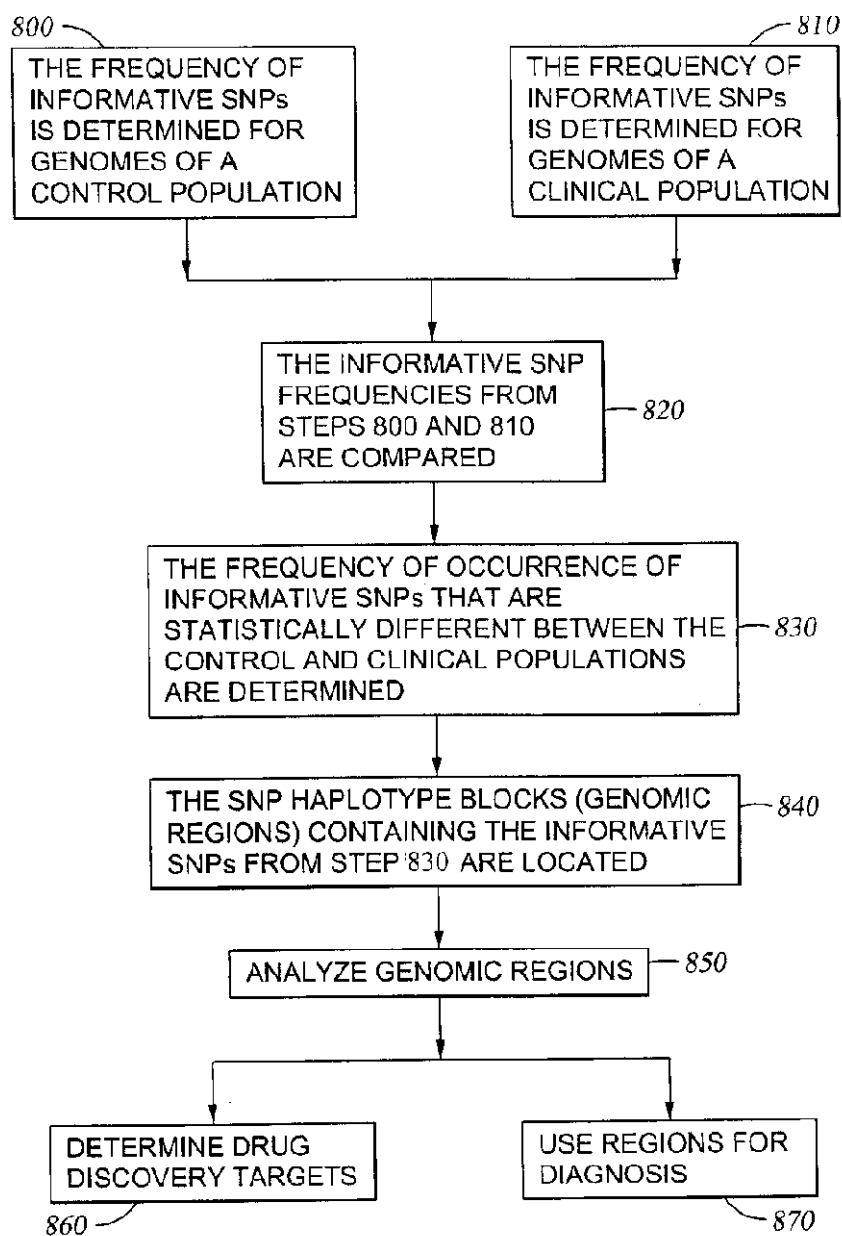 800
THE FREQUENCY OF
INFORMATIVE SNPs
IS DETERMINED FOR
GENOMES OF A
CONTROL POPULATION
810
THE FREQUENCY OF
INFORMATIVE SNPs
IS DETERMINED FOR
GENOMES OF A
CLINICAL POPULATION
THE INFORMATIVE SNP
FREQUENCIES FROM
STEPS 800 AND 810
ARE COMPARED
820
THE FREQUENCY OF OCCURRENCE OF
INFORMATIVE SNPs THAT ARE
STATISTICALLY DIFFERENT BETWEEN THE
CONTROL AND CLINICAL POPULATIONS
ARE DETERMINED
830
THE SNP HAPLOTYPE BLOCKS (GENOMIC
REGIONS) CONTAINING THE INFORMATIVE
SNPs FROM STEP 830 ARE LOCATED
840
ANALYZE GENOMIC REGIONS
850
DETERMINE DRUG
DISCOVERY TARGETS
860
USE REGIONS FOR
DIAGNOSIS
870